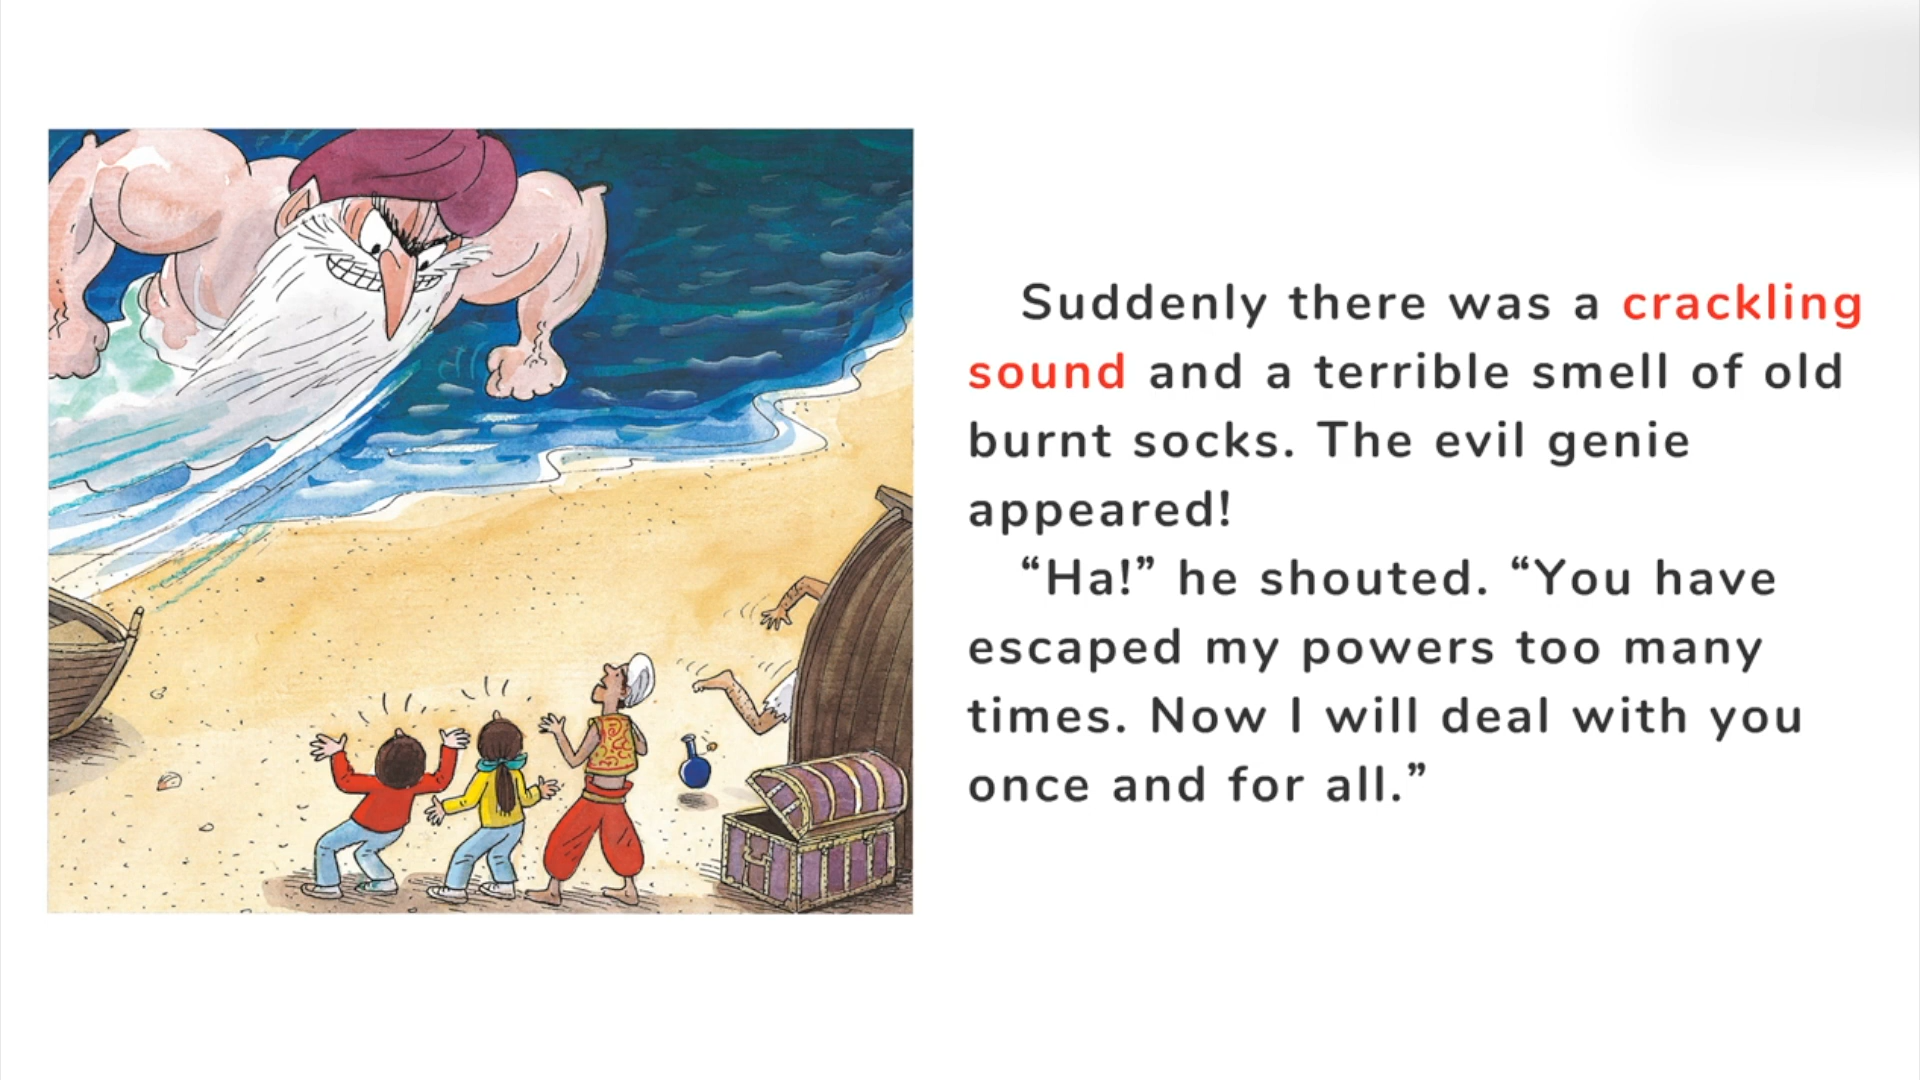 Suddenly there was a crackling
sound and a terrible smell of old
burnt socks. The evil genie
appeared!
“Ha!” he shouted. “You have
escaped my powers too many
times. Now I will deal with you
once and for all.”